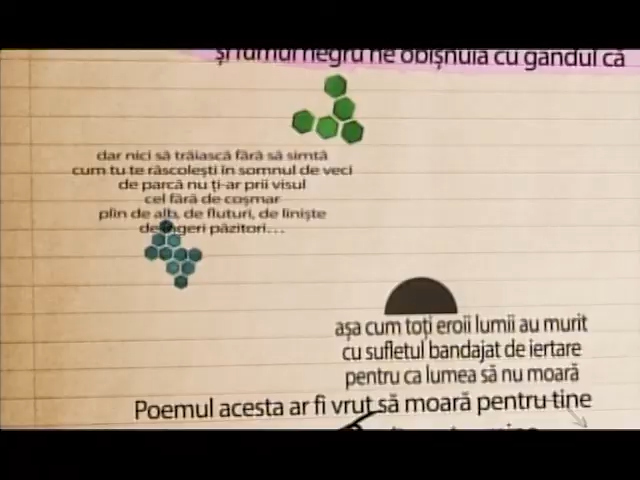 și fumul negru ne obișnuia cu gândul că
dar nici să trăiască fără să simtă
cum tu te răscolești în somnul de veci
de parcă nu ți-ar prii visul
cel fără de coșmar
plin de alb, de fluturi, de liniște
de îngeri păzitori...
așa cum toți eroii lumii au murit
cu sufletul bandajat de iertare
pentru ca lumea să nu moară
Poemul acesta ar fi vrut să moară pentru tine